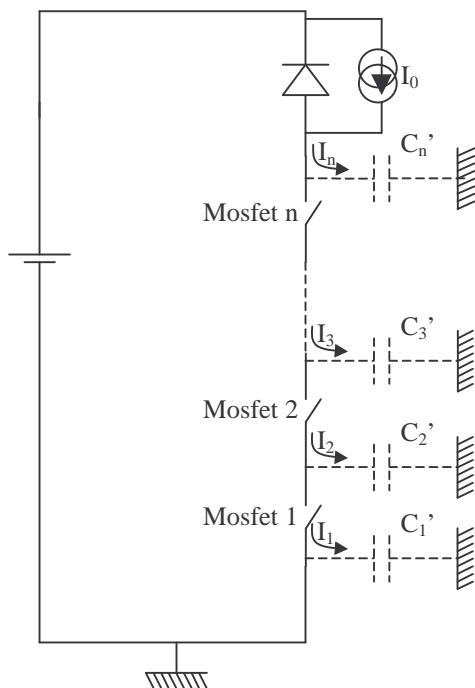 I₀
Cₙ’
Iₙ
Mosfet n
C₃’
I₃
Mosfet 2
C₂’
I₂
Mosfet 1
C₁’
I₁